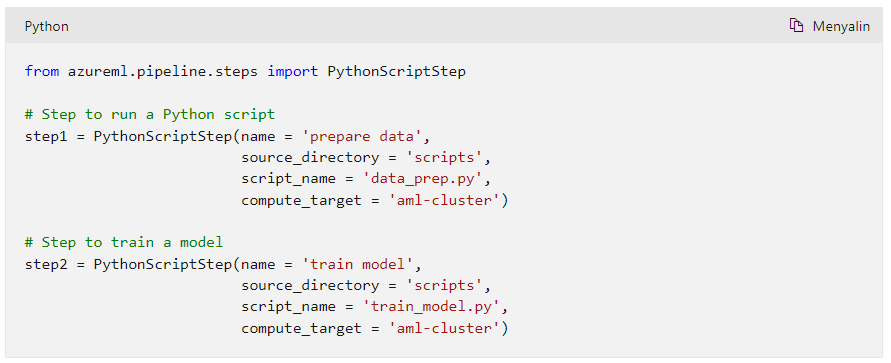 Python Menyalin
from azureml.pipeline.steps import PythonScriptStep
# Step to run a Python script
step1 = PythonScriptStep(name = 'prepare data',
                         source_directory = 'scripts',
                         script_name = 'data_prep.py',
                         compute_target = 'aml-cluster')
# Step to train a model
step2 = PythonScriptStep(name = 'train model',
                         source_directory = 'scripts',
                         script_name = 'train_model.py',
                         compute_target = 'aml-cluster')